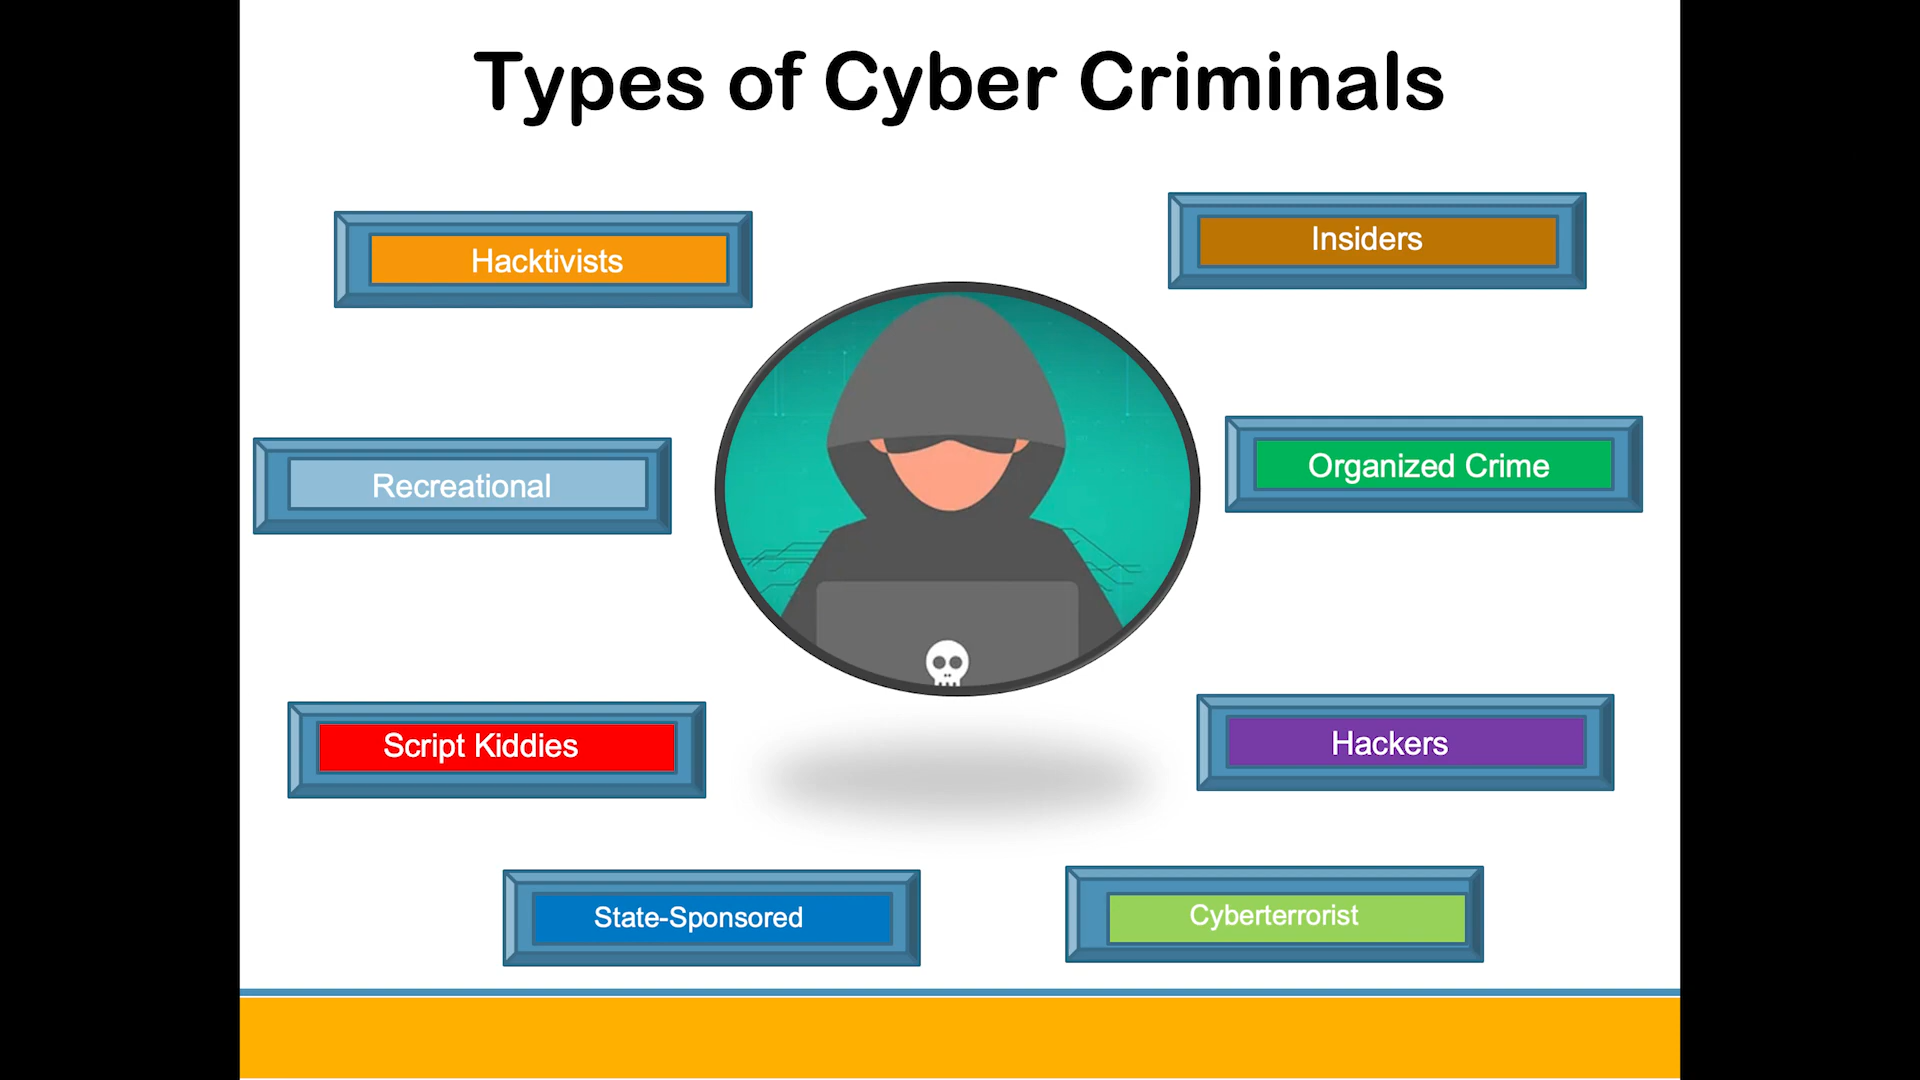 Types of Cyber Criminals
Hacktivists
Insiders
Recreational
Organized Crime
Script Kiddies
Hackers
State-Sponsored
Cyberterrorist